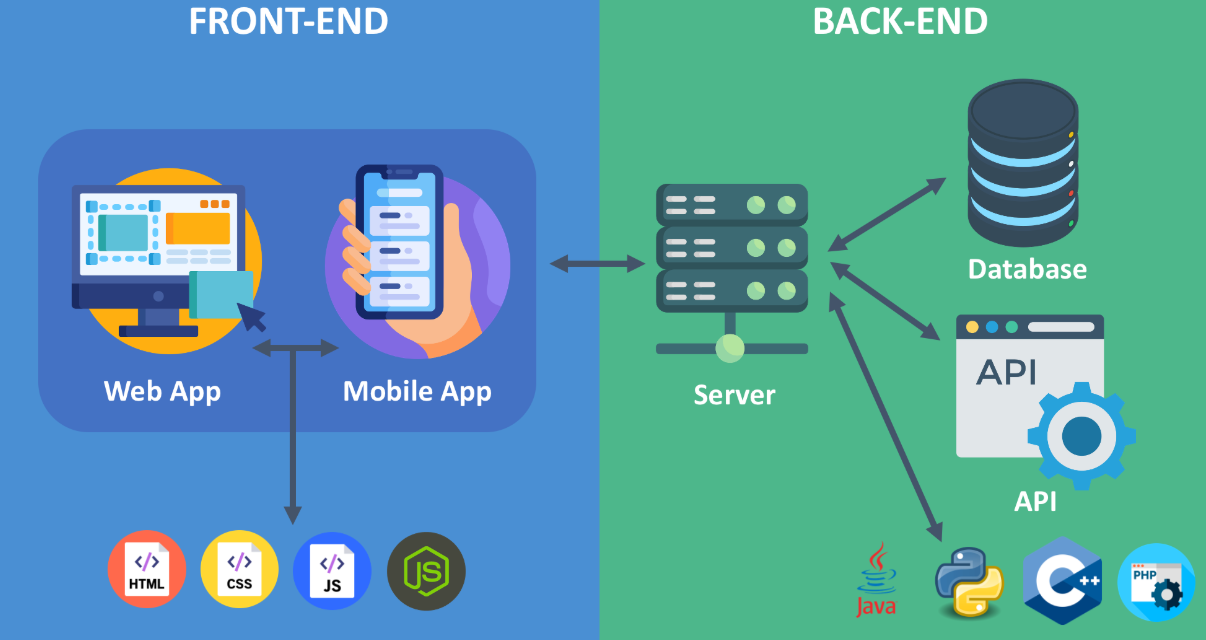 FRONT-END
BACK-END
Web App
Mobile App
Server
Database
API
API
</> HTML
</> CSS
</> JS
JS
Java
C++
PHP